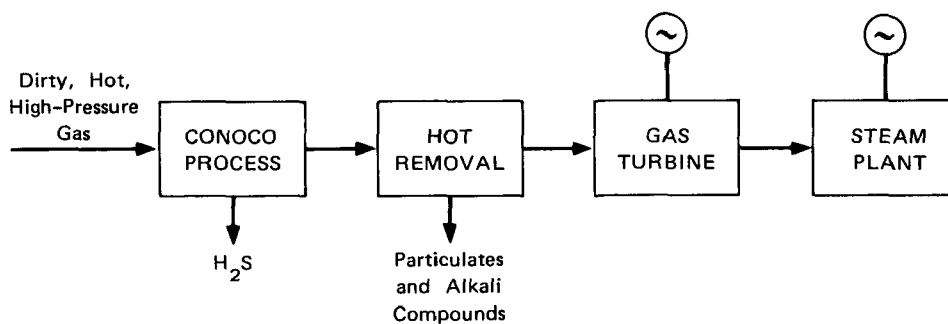 Dirty, Hot,
High-Pressure
Gas
CONOCO
PROCESS
HOT
REMOVAL
GAS
TURBINE
STEAM
PLANT
~
~
H₂S
Particulates
and Alkali
Compounds